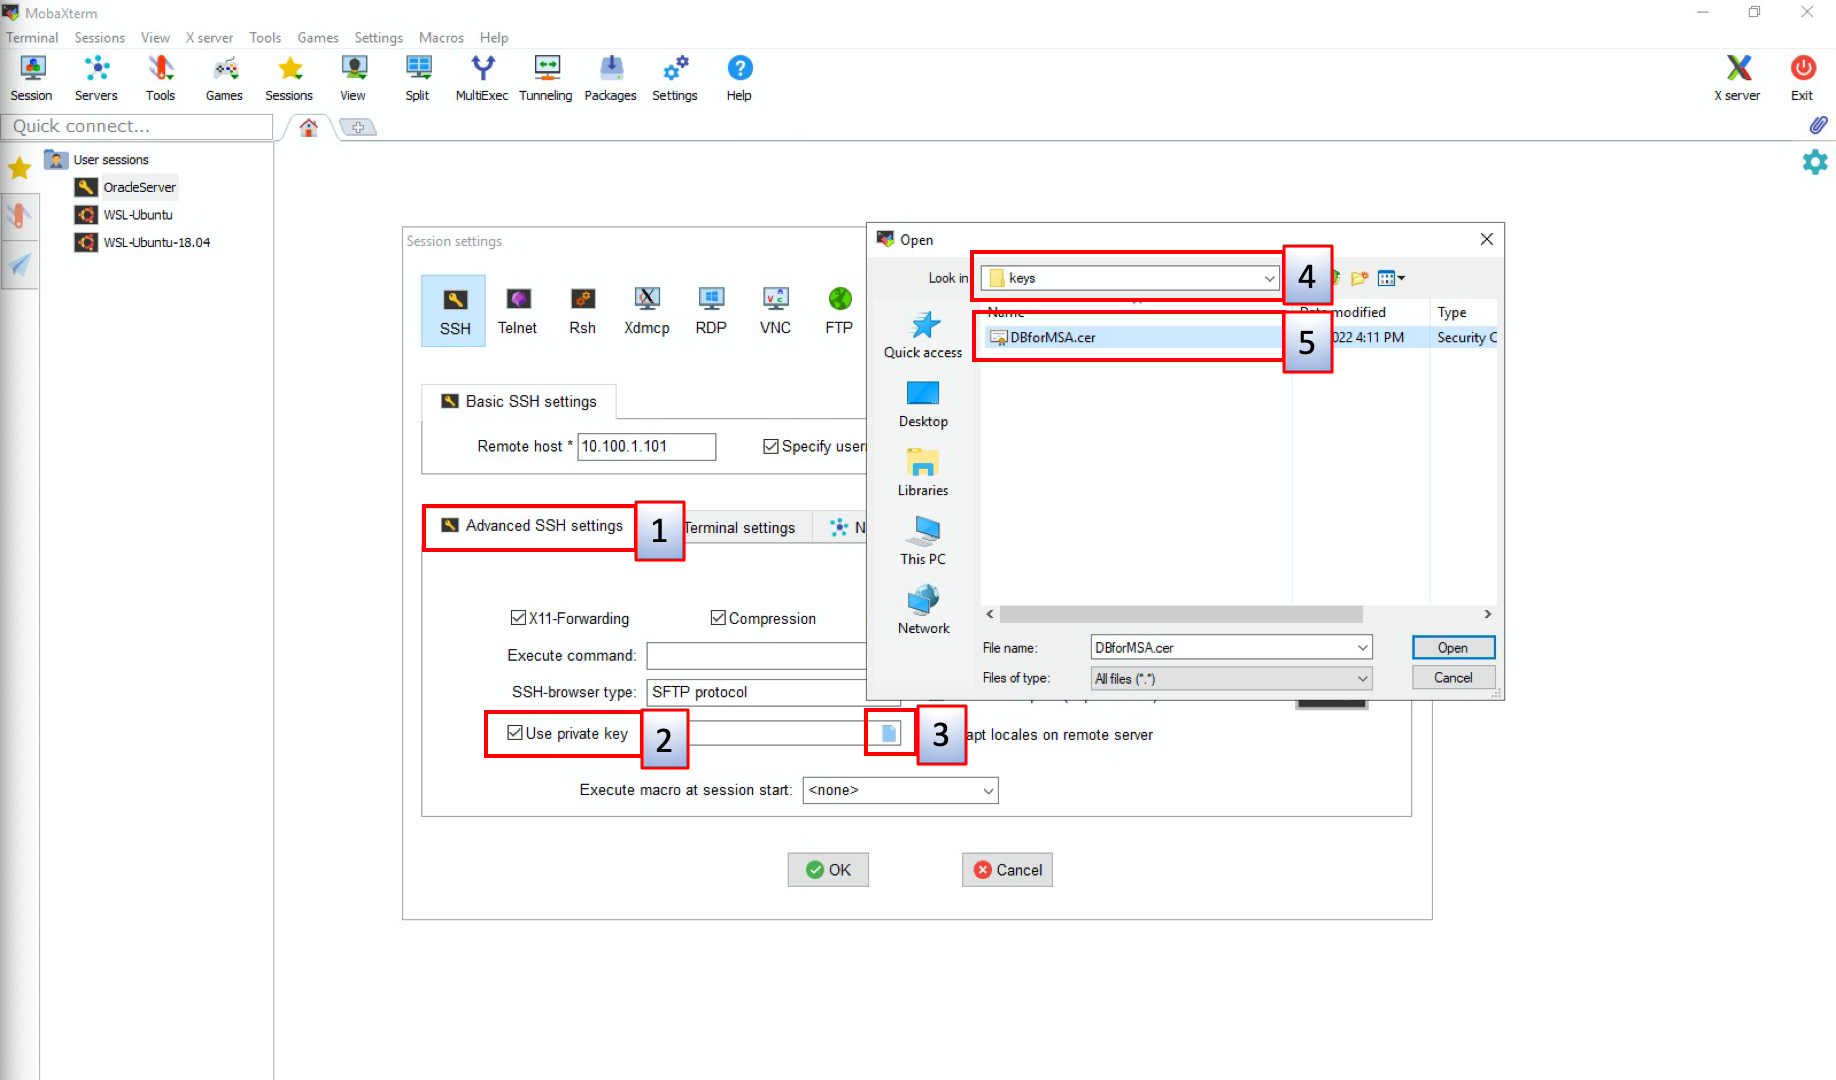 MobaXterm
Terminal Sessions View X server Tools Games Settings Macros Help
Session Servers Tools Games Sessions View Split MultiExec Tunneling Packages Settings Help X server Exit
Quick connect...
User sessions
OracleServer
WSL-Ubuntu
WSL-Ubuntu-18.04
Session settings
SSH Telnet Rsh Xdmcp RDP VNC FTP
Basic SSH settings
Remote host * 10.100.1.101 Specify user
Advanced SSH settings 1 Terminal settings N
X11-Forwarding Compression
Execute command:
SSH-browser type: SFTP protocol
Use private key 2 3 apt locales on remote server
Execute macro at session start: <none>
OK Cancel
Open
Look in keys 4
Name Date modified Type
DBforMSA.cer 5 022 4:11 PM Security C
Quick access
Desktop
Libraries
This PC
Network
File name: DBforMSA.cer Open
Files of type: All files (*.*) Cancel